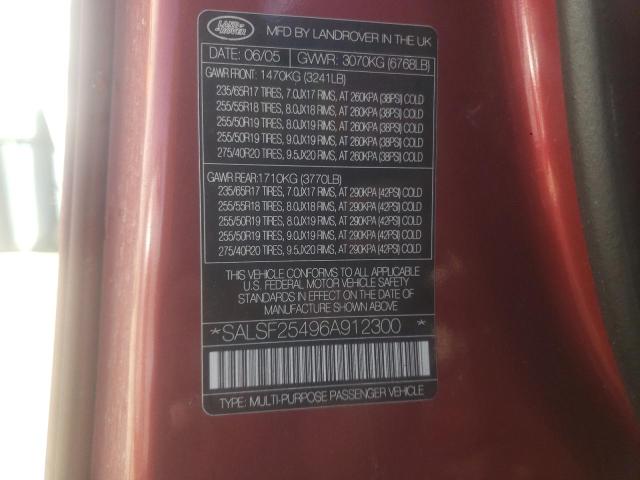 LAND ROVER
MFD BY LANDROVER IN THE UK
DATE: 06/05 GVWR: 3070KG (6768LB)
GAWR FRONT: 1470KG (3241LB)
235/65R17 TIRES, 7.0JX17 RIMS, AT 260KPA (38PSI) COLD
255/55R18 TIRES, 8.0JX18 RIMS, AT 260KPA (38PSI) COLD
255/50R19 TIRES, 8.0JX19 RIMS, AT 260KPA (38PSI) COLD
255/50R19 TIRES, 9.0JX19 RIMS, AT 260KPA (38PSI) COLD
275/40R20 TIRES, 9.5JX20 RIMS, AT 260KPA (38PSI) COLD
GAWR REAR: 1710KG (3770LB)
235/65R17 TIRES, 7.0JX17 RIMS, AT 290KPA (42PSI) COLD
255/55R18 TIRES, 8.0JX18 RIMS, AT 290KPA (42PSI) COLD
255/50R19 TIRES, 8.0JX19 RIMS, AT 290KPA (42PSI) COLD
255/50R19 TIRES, 9.0JX19 RIMS, AT 290KPA (42PSI) COLD
275/40R20 TIRES, 9.5JX20 RIMS, AT 290KPA (42PSI) COLD
THIS VEHICLE CONFORMS TO ALL APPLICABLE
U.S. FEDERAL MOTOR VEHICLE SAFETY
STANDARDS IN EFFECT ON THE DATE OF
MANUFACTURE SHOWN ABOVE
*SALSF25496A912300 *
TYPE: MULTI-PURPOSE PASSENGER VEHICLE